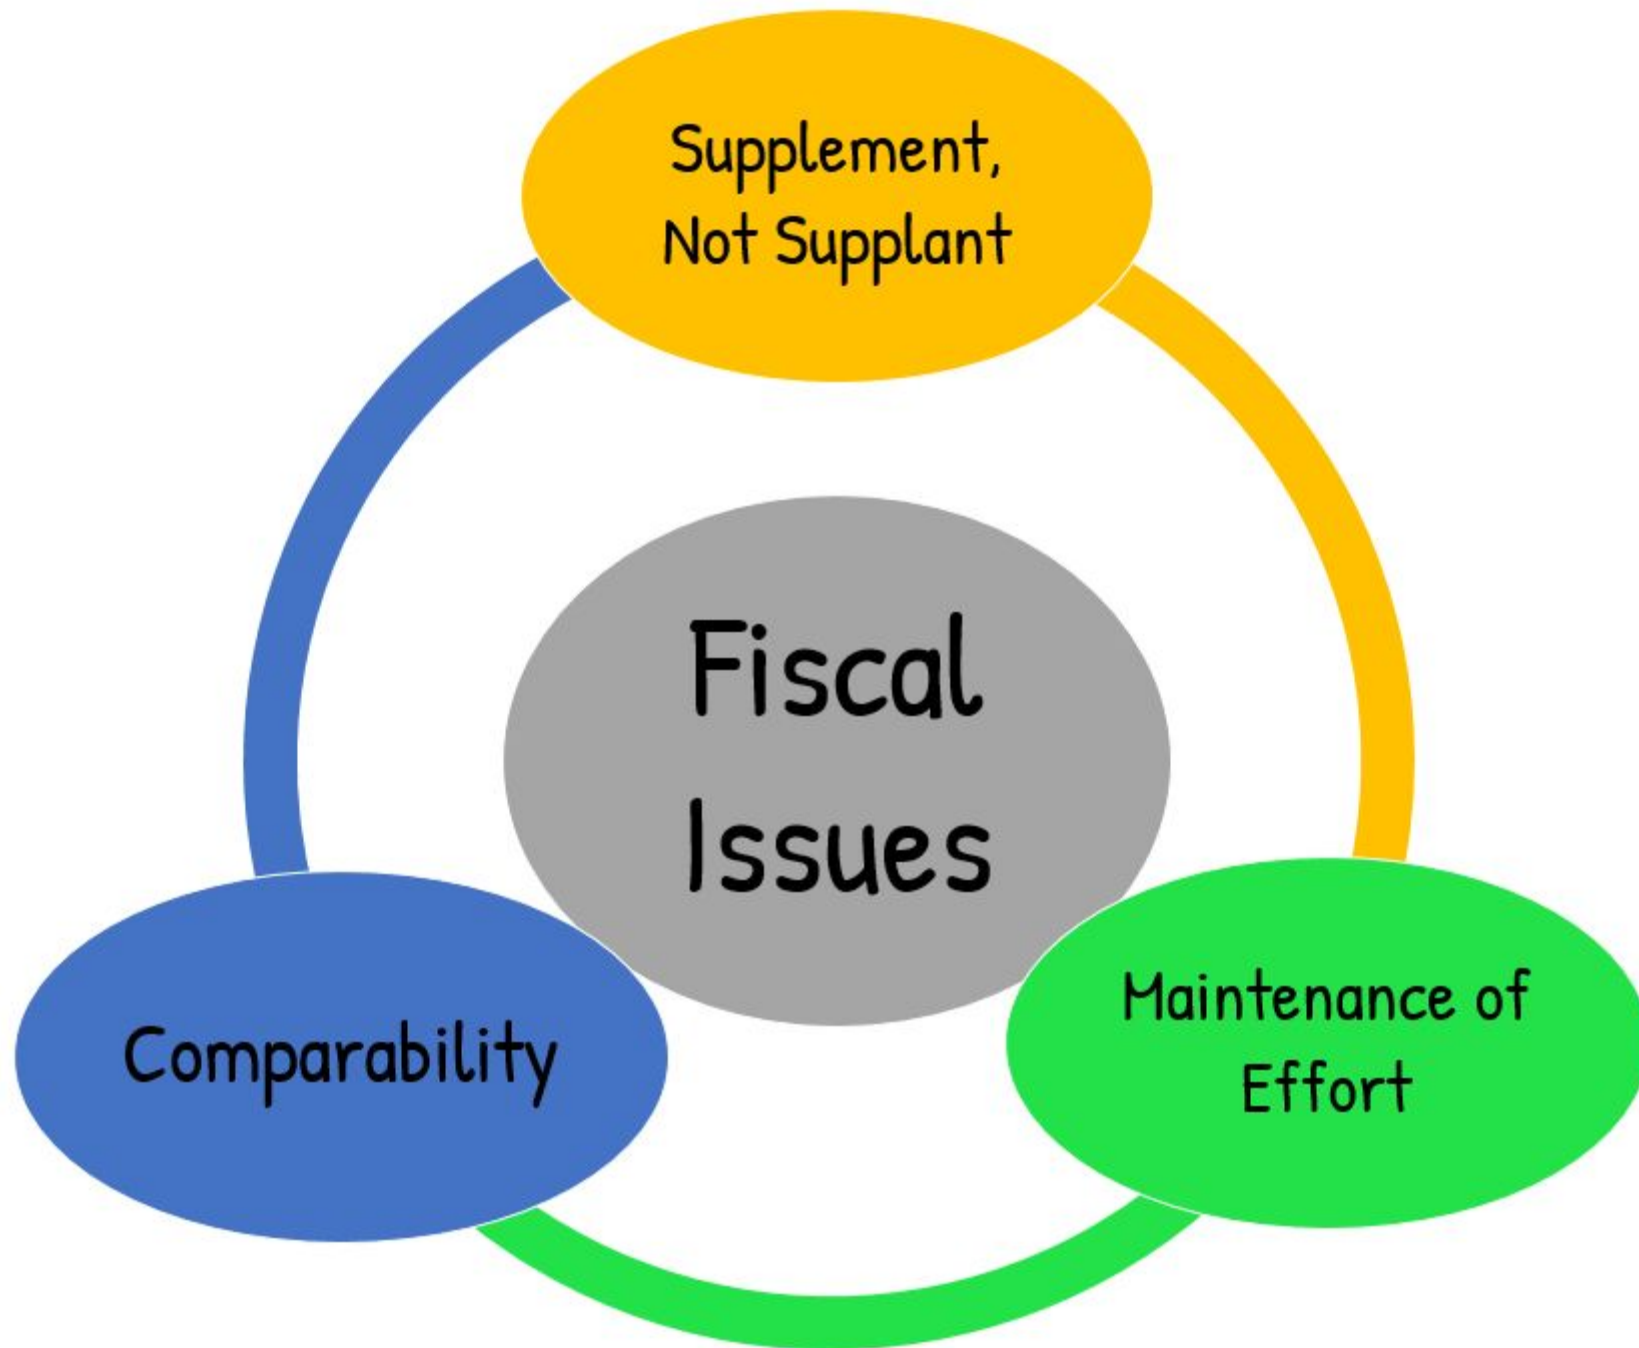 Supplement,
Not Supplant
Fiscal
Issues
Comparability
Maintenance of
Effort